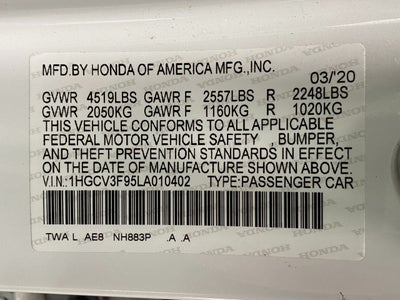 MFD.BY HONDA OF AMERICA MFG.,INC.
03/'20
GVWR 4519LBS GAWR F 2557LBS R 2248LBS
GVWR 2050KG GAWR F 1160KG R 1020KG
THIS VEHICLE CONFORMS TO ALL APPLICABLE
FEDERAL MOTOR VEHICLE SAFETY , BUMPER,
AND THEFT PREVENTION STANDARDS IN EFFECT
ON THE DATE OF MANUFACTURE SHOWN ABOVE.
V.I.N.:1HGCV3F95LA010402 TYPE:PASSENGER CAR
TWA L AE8 NH883P .A .A